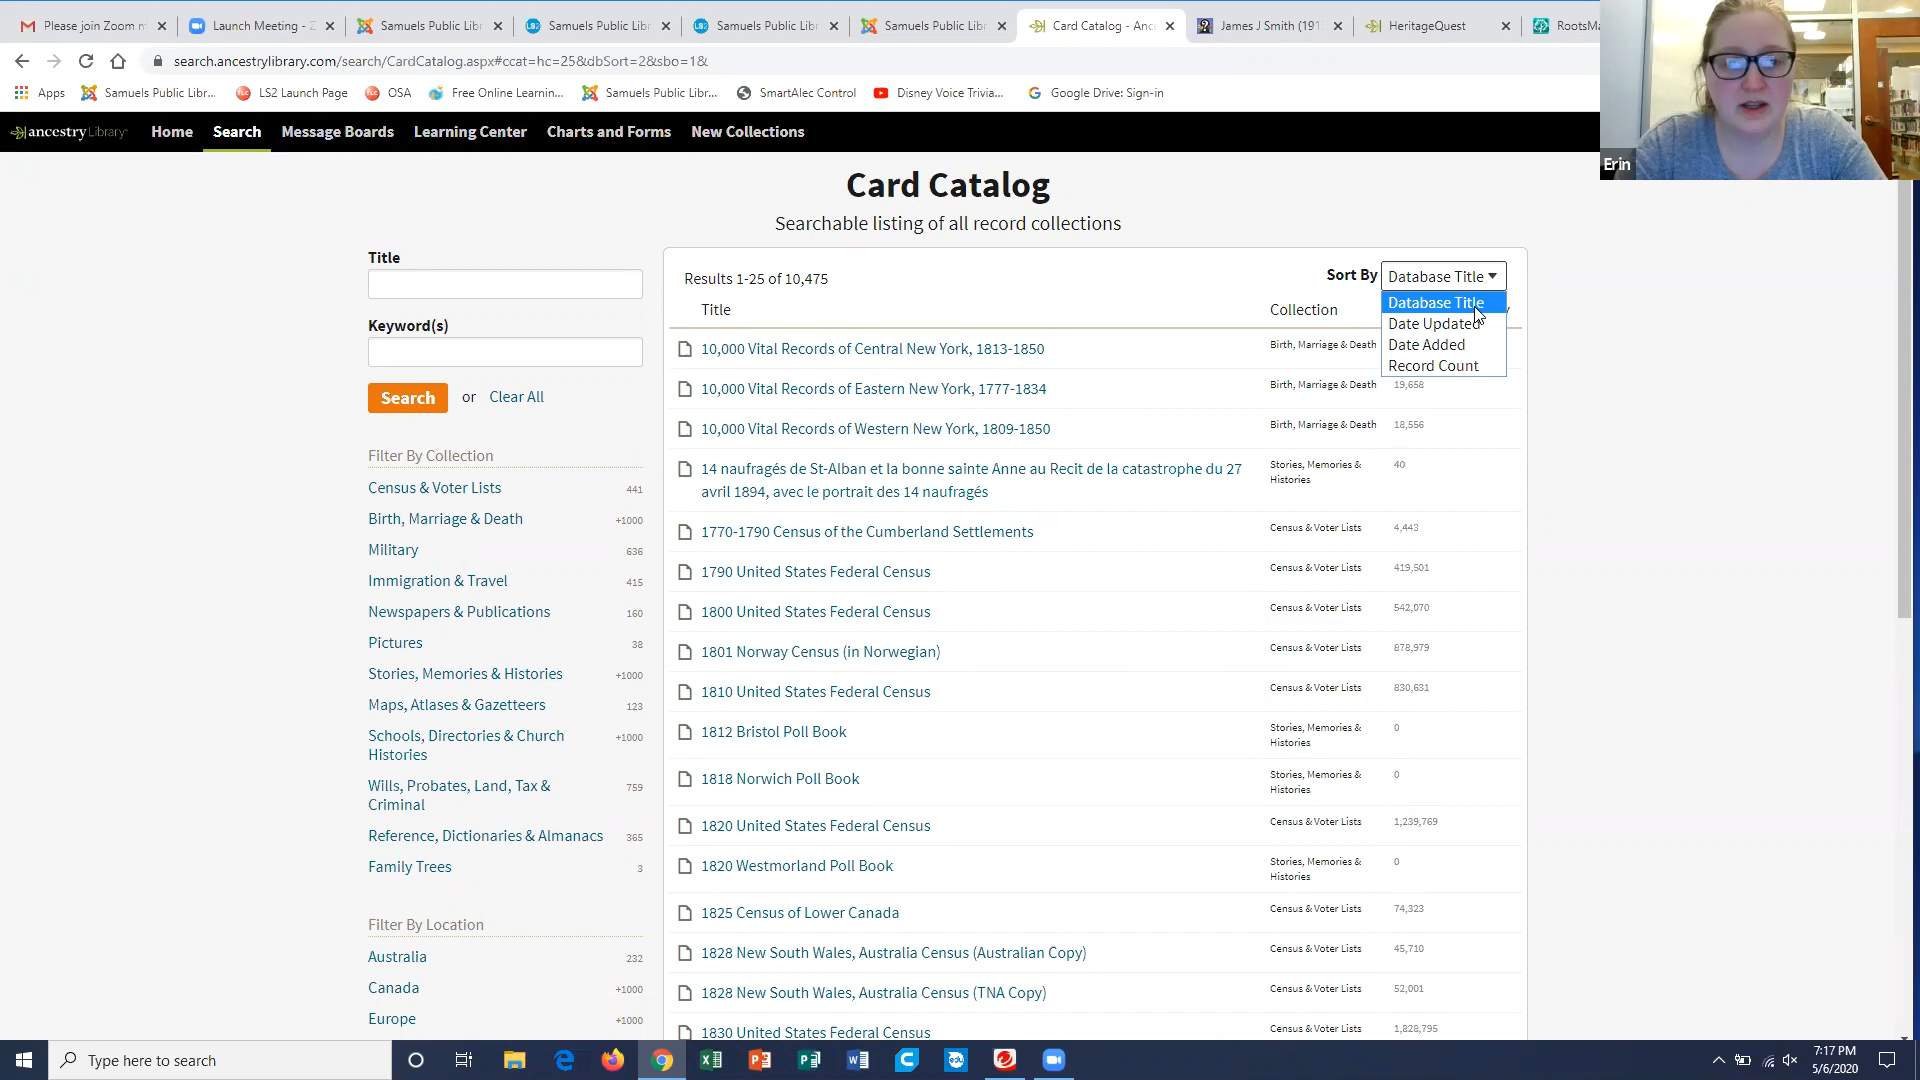 Please join Zoom m
Launch Meeting - Z
Samuels Public Libr
Samuels Public Libr
Samuels Public Libr
Samuels Public Libr
Card Catalog - Ance
James J Smith (191
HeritageQuest
RootsMa
search.ancestrylibrary.com/search/CardCatalog.aspx#ccat=hc=25&dbSort=2&sbo=1&
Apps
Samuels Public Libr...
LS2 Launch Page
OSA
Free Online Learnin...
Samuels Public Libr...
SmartAlec Control
Disney Voice Trivia...
Google Drive: Sign-in
ancestryLibrary
Home
Search
Message Boards
Learning Center
Charts and Forms
New Collections
Erin
Card Catalog
Searchable listing of all record collections
Title
Keyword(s)
Search or Clear All
Filter By Collection
Census & Voter Lists 441
Birth, Marriage & Death +1000
Military 636
Immigration & Travel 415
Newspapers & Publications 160
Pictures 38
Stories, Memories & Histories +1000
Maps, Atlases & Gazetteers 123
Schools, Directories & Church +1000
Histories
Wills, Probates, Land, Tax & 759
Criminal
Reference, Dictionaries & Almanacs 365
Family Trees 3
Filter By Location
Australia 232
Canada +1000
Europe +1000
Results 1-25 of 10,475
Sort By Database Title
Database Title
Date Updated
Date Added
Record Count
Title Collection
10,000 Vital Records of Central New York, 1813-1850 Birth, Marriage & Death
10,000 Vital Records of Eastern New York, 1777-1834 Birth, Marriage & Death 19,658
10,000 Vital Records of Western New York, 1809-1850 Birth, Marriage & Death 18,556
14 naufragés de St-Alban et la bonne sainte Anne au Recit de la catastrophe du 27 Stories, Memories & 40
avril 1894, avec le portrait des 14 naufragés Histories
1770-1790 Census of the Cumberland Settlements Census & Voter Lists 4,443
1790 United States Federal Census Census & Voter Lists 419,501
1800 United States Federal Census Census & Voter Lists 542,070
1801 Norway Census (in Norwegian) Census & Voter Lists 878,979
1810 United States Federal Census Census & Voter Lists 830,631
1812 Bristol Poll Book Stories, Memories & 0
Histories
1818 Norwich Poll Book Stories, Memories & 0
Histories
1820 United States Federal Census Census & Voter Lists 1,239,769
1820 Westmorland Poll Book Stories, Memories & 0
Histories
1825 Census of Lower Canada Census & Voter Lists 74,323
1828 New South Wales, Australia Census (Australian Copy) Census & Voter Lists 45,710
1828 New South Wales, Australia Census (TNA Copy) Census & Voter Lists 52,001
1830 United States Federal Census Census & Voter Lists 1,828,795
Type here to search
7:17 PM
5/6/2020